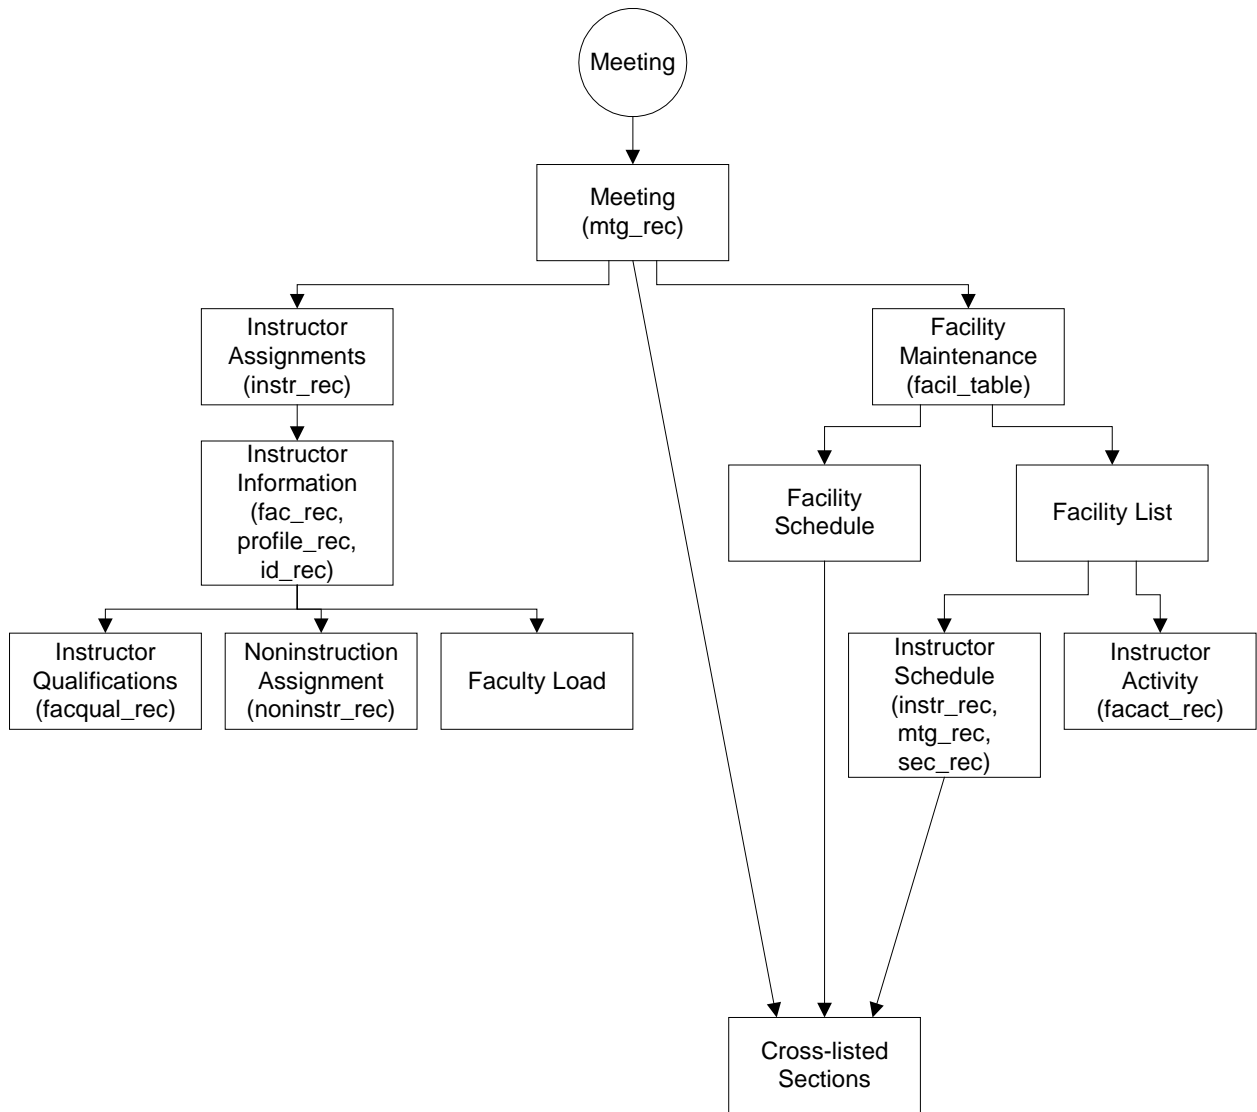 Meeting
Meeting
(mtg_rec)
Instructor
Assignments
(instr_rec)
Facility
Maintenance
(facil_table)
Instructor
Information
(fac_rec,
profile_rec,
id_rec)
Facility
Schedule
Facility List
Instructor
Qualifications
(facqual_rec)
Noninstruction
Assignment
(noninstr_rec)
Faculty Load
Instructor
Schedule
(instr_rec,
mtg_rec,
sec_rec)
Instructor
Activity
(facact_rec)
Cross-listed
Sections